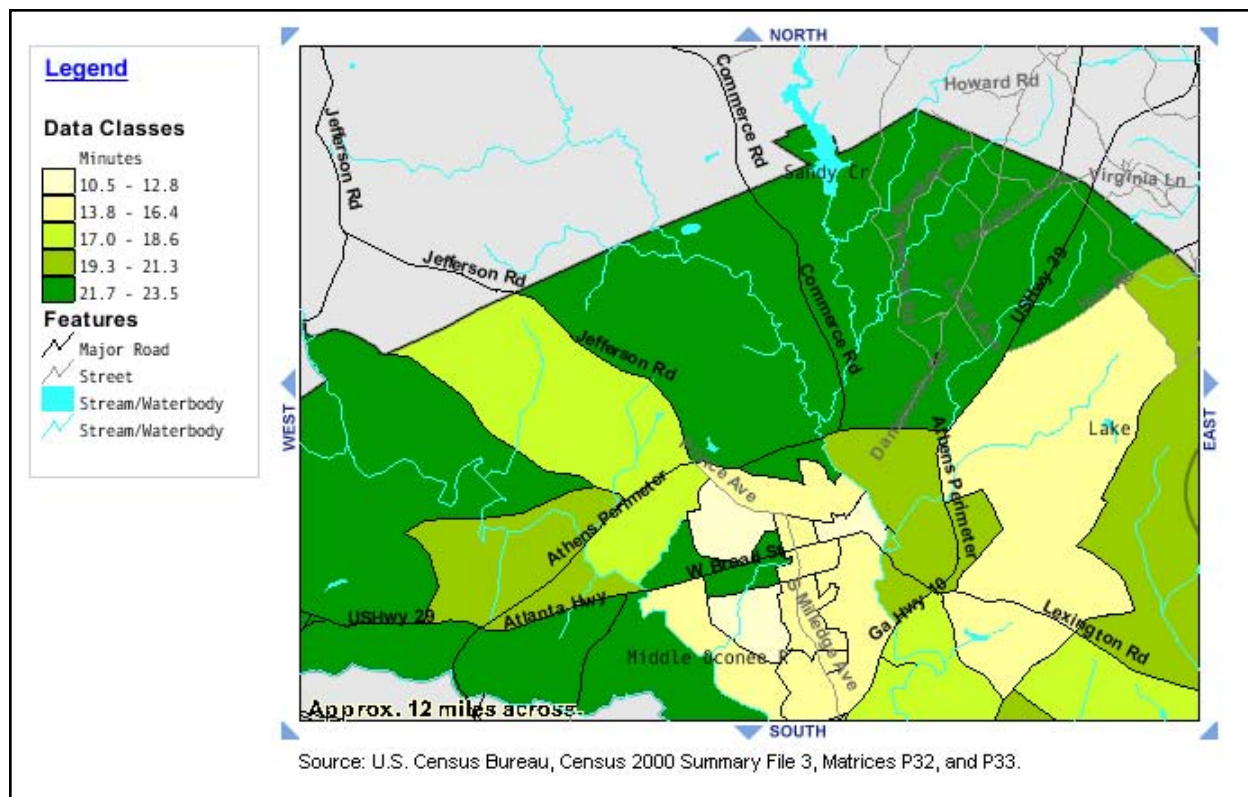 Legend
Data Classes
Minutes
10.5 - 12.8
13.8 - 16.4
17.0 - 18.6
19.3 - 21.3
21.7 - 23.5
Features
Major Road
Street
Stream/Waterbody
Stream/Waterbody
NORTH
Howard Rd
Commerce Rd
Jefferson Rd
Sandy Cr
Virginia Ln
Jefferson Rd
USHwy 29
Commerce Rd
Jefferson Rd
WEST
EAST
Lake
Athens Perimeter
Athens Perimeter
W Broad St
USHwy 29
Atlanta Hwy
S Milledge Ave
Ga Hwy 10
Lexington Rd
Middle Oconee R
Approx. 12 miles across.
SOUTH
Source: U.S. Census Bureau, Census 2000 Summary File 3, Matrices P32, and P33.